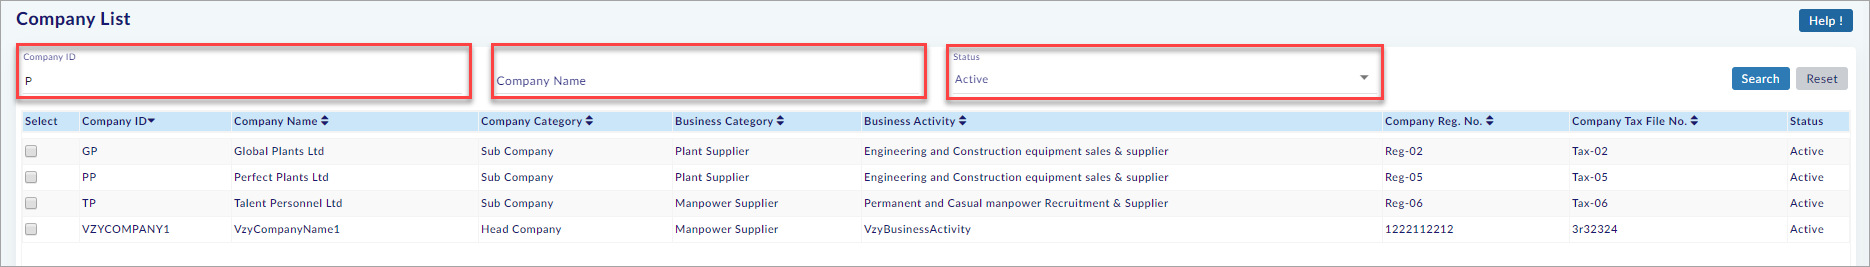 Company List
Help !
Company ID
P
Company Name
Status
Active
Search
Reset
Select Company ID Company Name Company Category Business Category Business Activity Company Reg. No. Company Tax File No. Status
GP Global Plants Ltd Sub Company Plant Supplier Engineering and Construction equipment sales & supplier Reg-02 Tax-02 Active
PP Perfect Plants Ltd Sub Company Plant Supplier Engineering and Construction equipment sales & supplier Reg-05 Tax-05 Active
TP Talent Personnel Ltd Sub Company Manpower Supplier Permanent and Casual manpower Recruitment & Supplier Reg-06 Tax-06 Active
VZYCOMPANY1 VzyCompanyName1 Head Company Manpower Supplier VzyBusinessActivity 1222112212 3r32324 Active